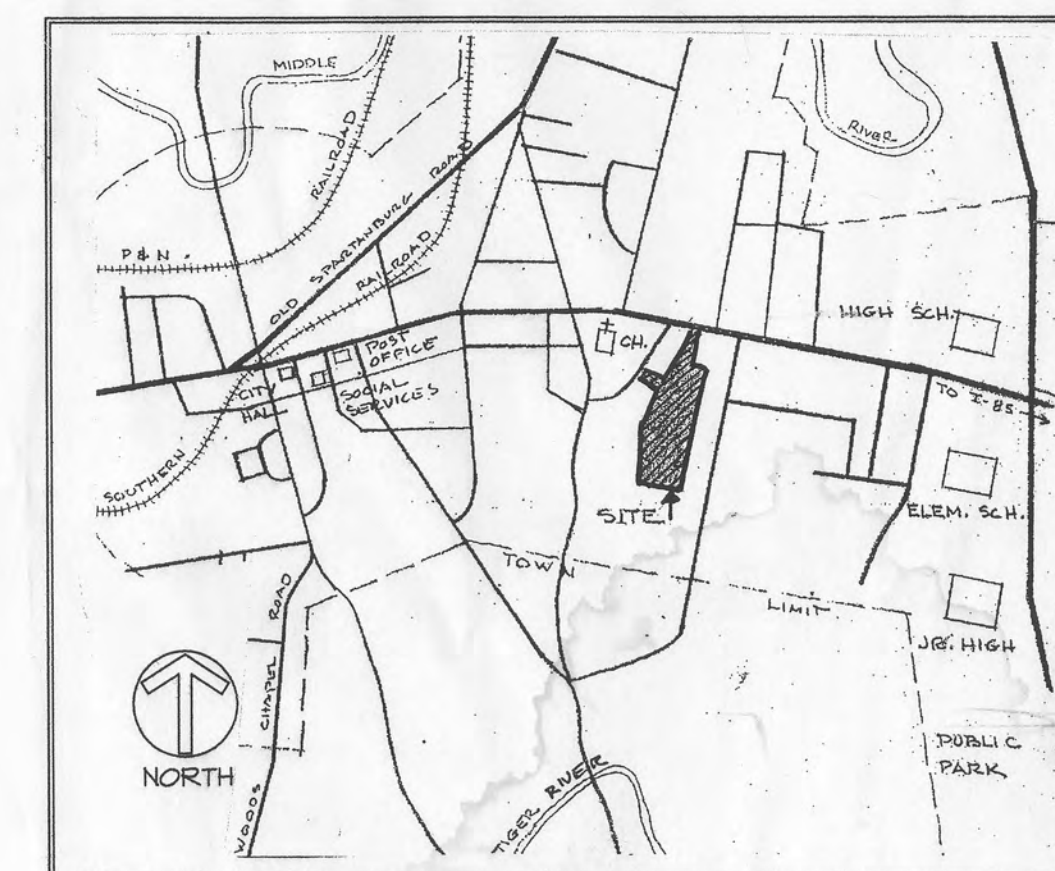 MIDDLE
RIVER
RAILROAD
P & N.
OLD SPARTANBURG ROAD
RAILROAD
HIGH SCH.
POST
OFFICE
CH.
CITY
HALL
SOCIAL
SERVICES
TO I-85
SOUTHERN
SITE
ELEM. SCH.
TOWN
LIMIT
JR. HIGH
WOODS CHAPEL ROAD
NORTH
PUBLIC
PARK
TIGER RIVER